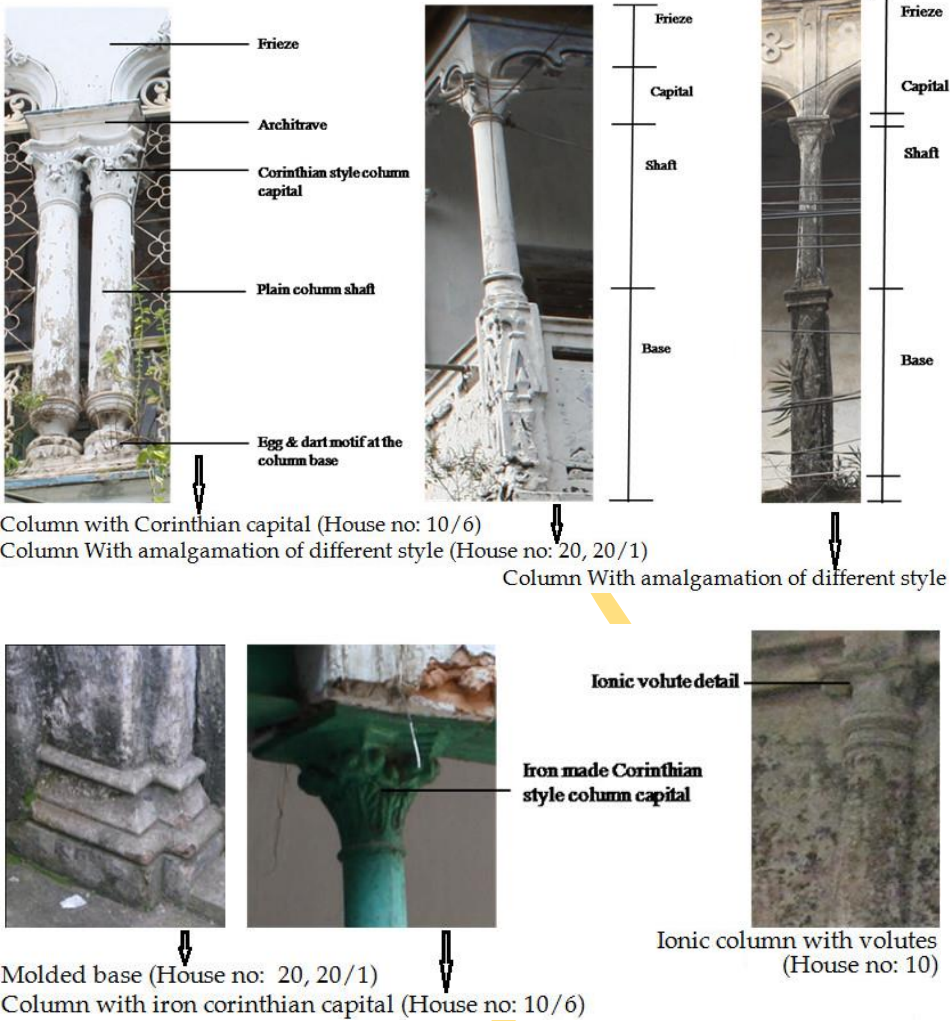 Frieze
Architrave
Corinthian style column
capital
Plain column shaft
Egg & dart motif at the
column base
Frieze
Capital
Shaft
Base
Frieze
Capital
Shaft
Base
Column with Corinthian capital (House no: 10/6)
Column With amalgamation of different style (House no: 20, 20/1)
Column With amalgamation of different style
Ionic volute detail
Iron made Corinthian
style column capital
Ionic column with volutes
(House no: 10)
Molded base (House no: 20, 20/1)
Column with iron corinthian capital (House no: 10/6)